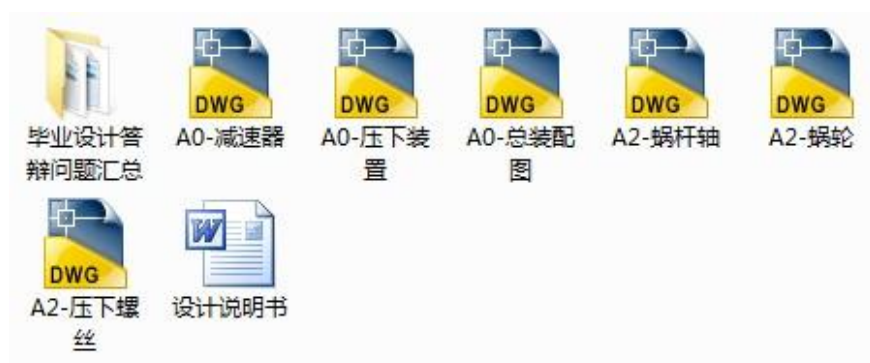 DWG
DWG
DWG
DWG
DWG
毕业设计答
辩问题汇总
A0-减速器
A0-压下装
置
A0-总装配
图
A2-蜗杆轴
A2-蜗轮
DWG
W
A2-压下螺
丝
设计说明书